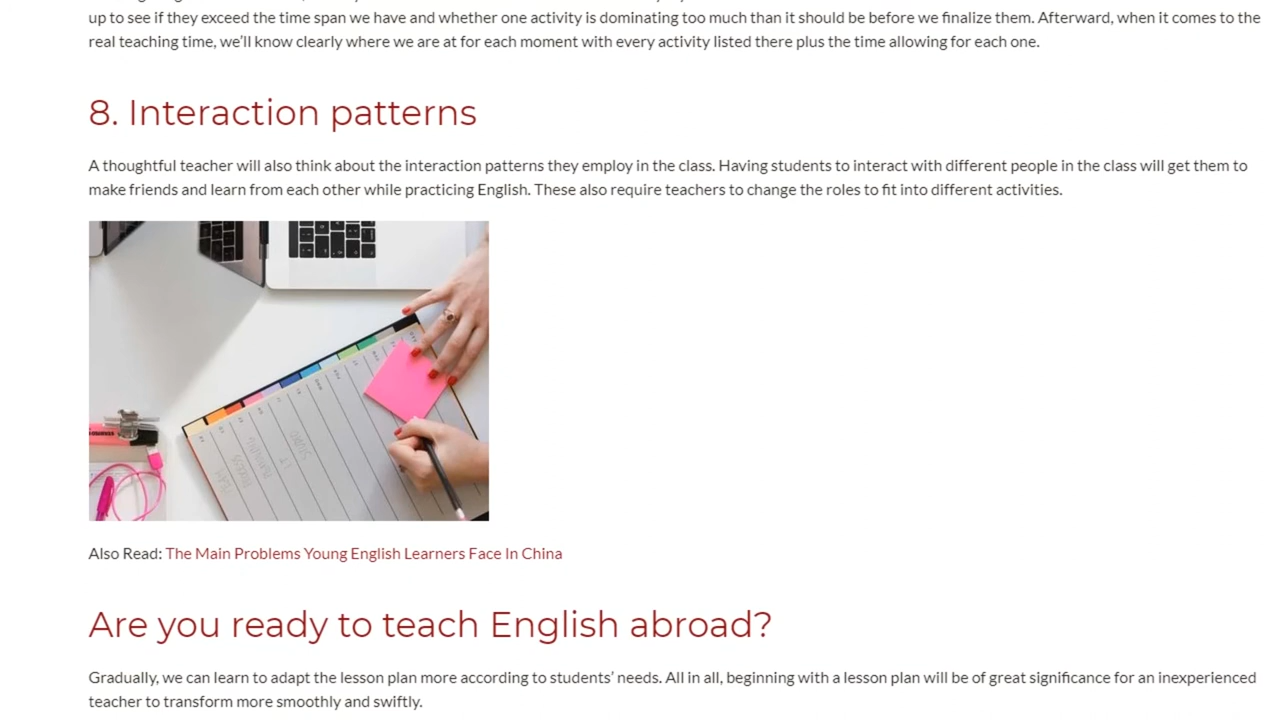 up to see if they exceed the time span we have and whether one activity is dominating too much than it should be before we finalize them. Afterward, when it comes to the
real teaching time, we’ll know clearly where we are at for each moment with every activity listed there plus the time allowing for each one.
8. Interaction patterns
A thoughtful teacher will also think about the interaction patterns they employ in the class. Having students to interact with different people in the class will get them to
make friends and learn from each other while practicing English. These also require teachers to change the roles to fit into different activities.
Also Read: The Main Problems Young English Learners Face In China
Are you ready to teach English abroad?
Gradually, we can learn to adapt the lesson plan more according to students’ needs. All in all, beginning with a lesson plan will be of great significance for an inexperienced
teacher to transform more smoothly and swiftly.